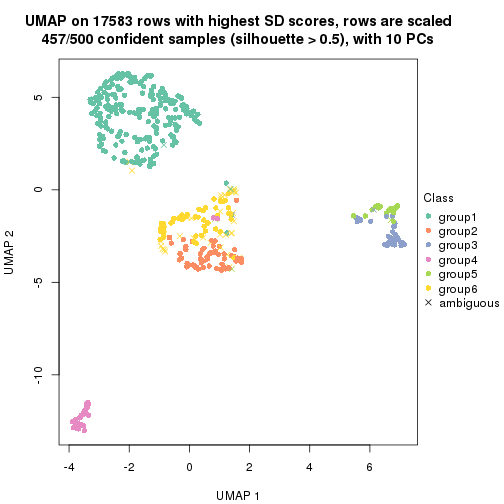 UMAP on 17583 rows with highest SD scores, rows are scaled
457/500 confident samples (silhouette > 0.5), with 10 PCs
5
0
-5
-10
UMAP 2
-4
-2
0
2
4
6
UMAP 1
Class
group1
group2
group3
group4
group5
group6
ambiguous